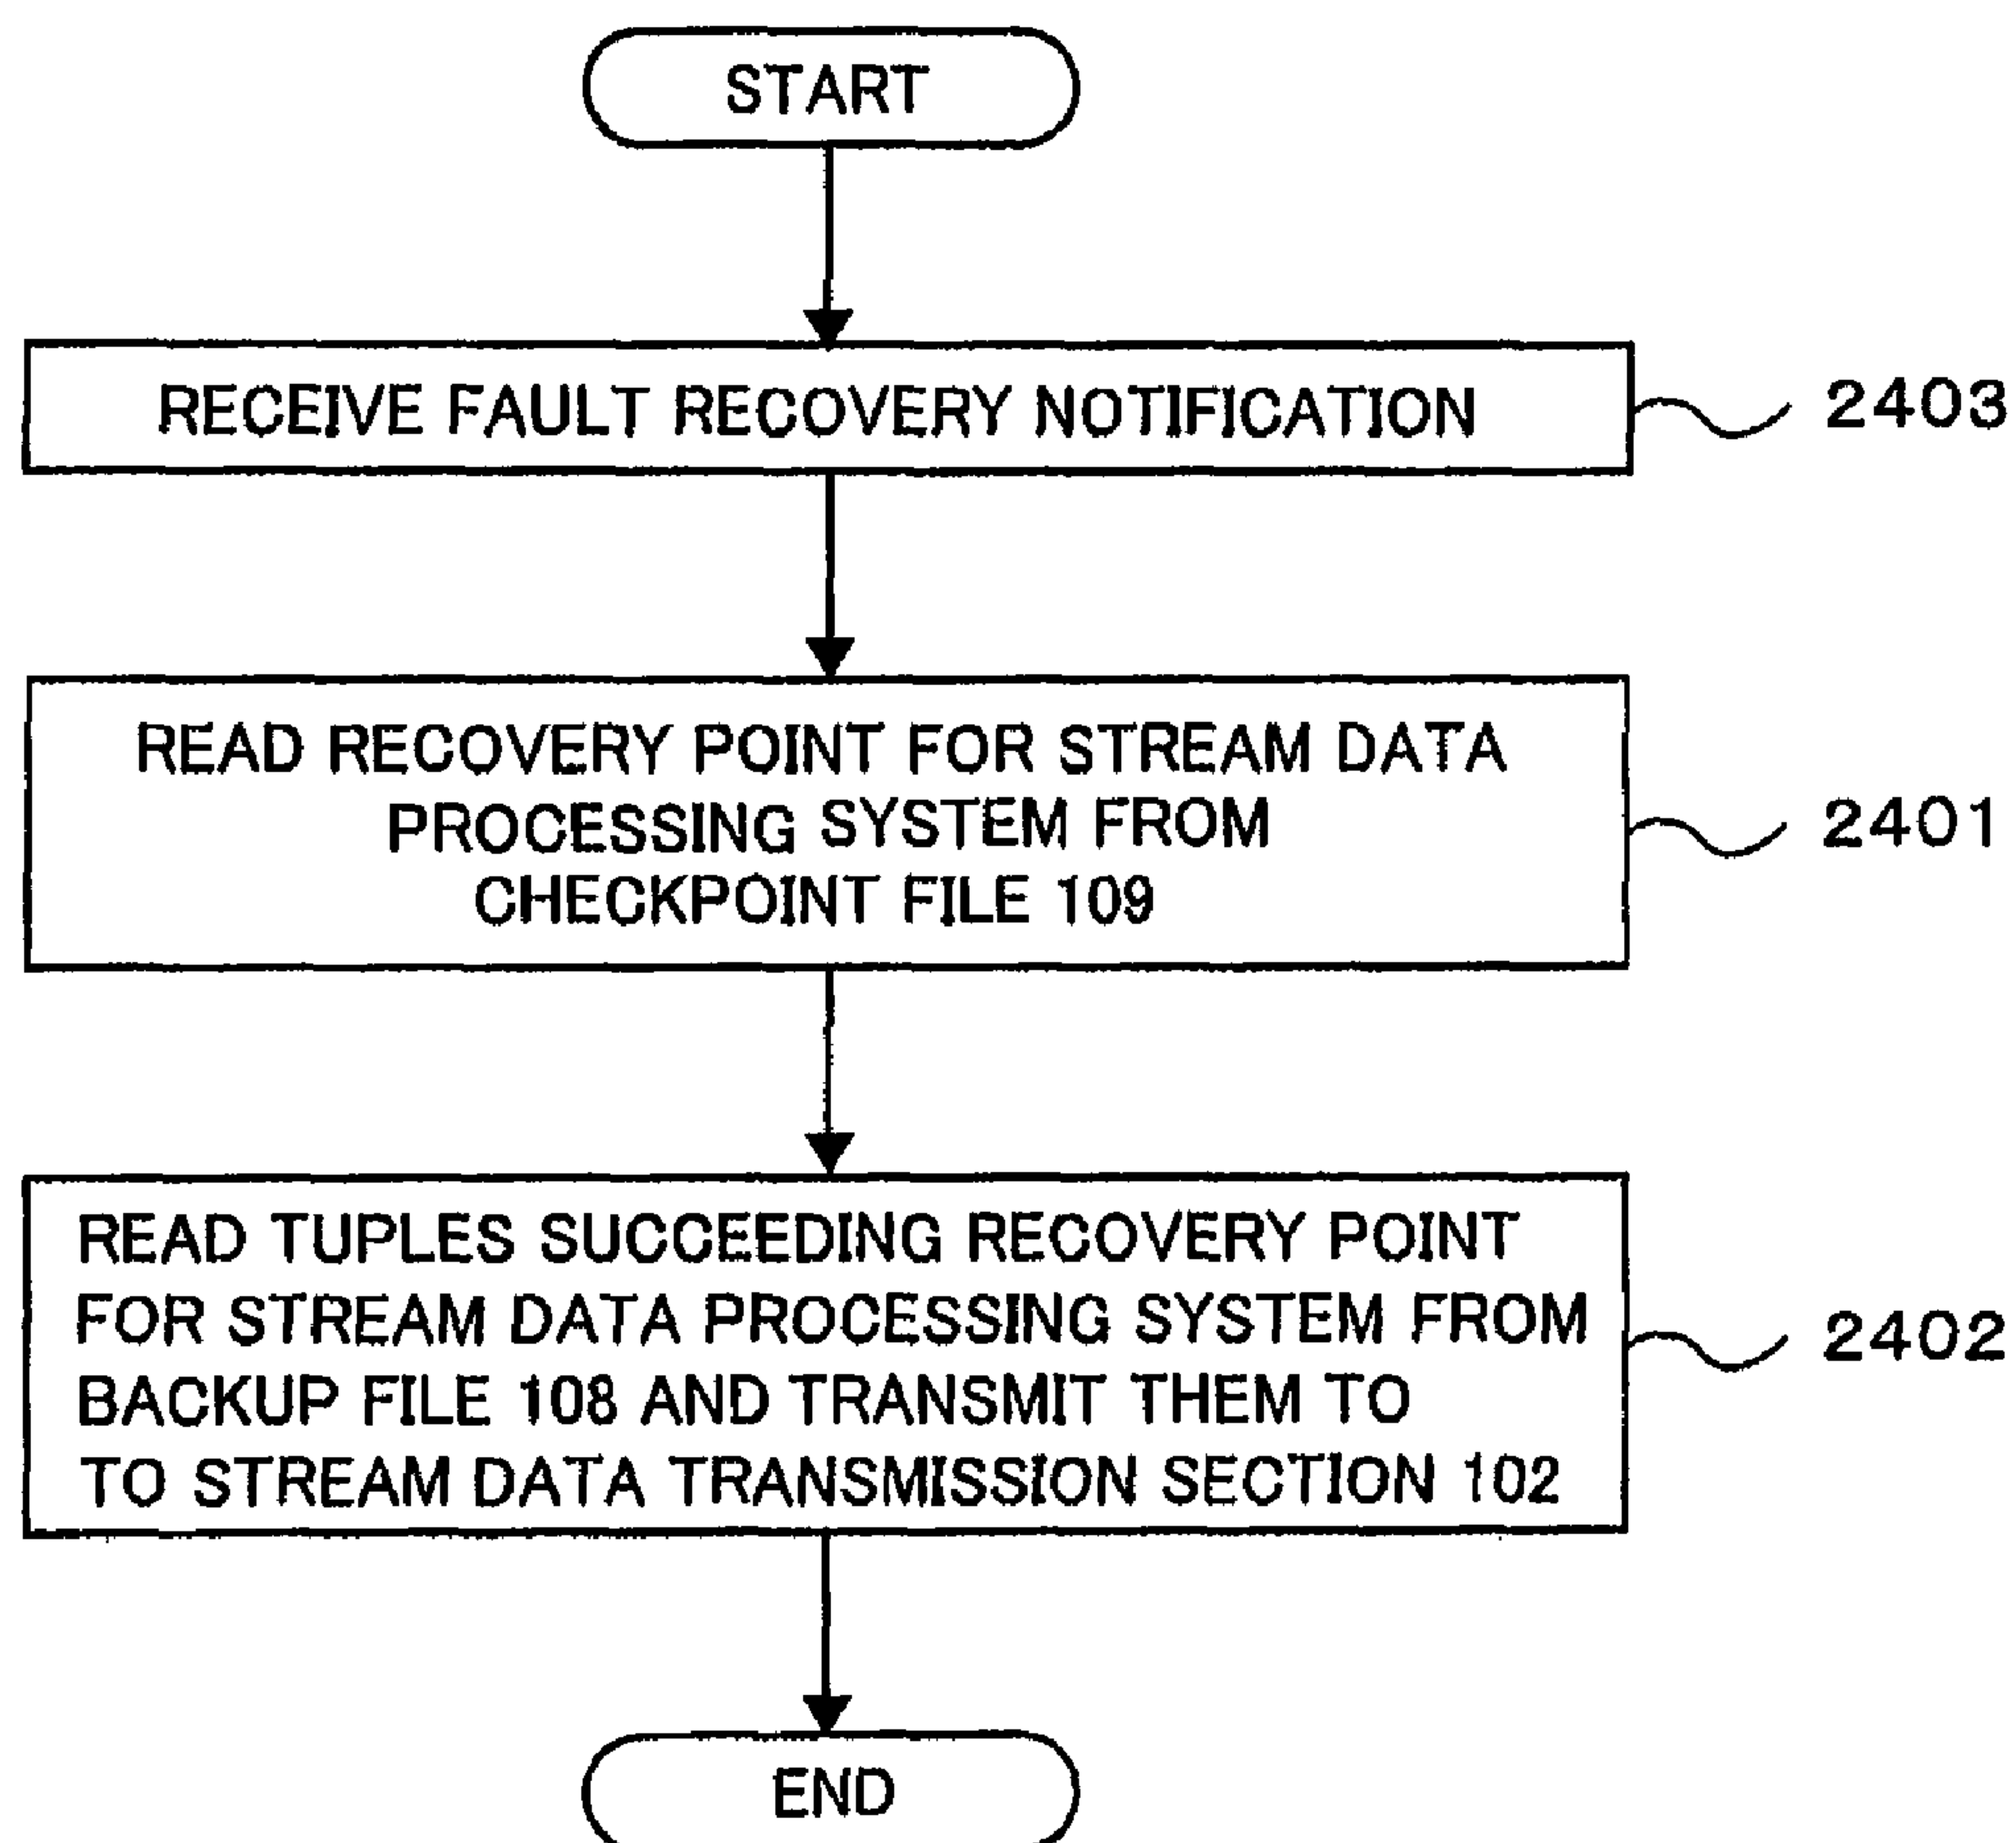 START
RECEIVE FAULT RECOVERY NOTIFICATION
2403
READ RECOVERY POINT FOR STREAM DATA
PROCESSING SYSTEM FROM
CHECKPOINT FILE 109
2401
READ TUPLES SUCCEEDING RECOVERY POINT
FOR STREAM DATA PROCESSING SYSTEM FROM
BACKUP FILE 108 AND TRANSMIT THEM TO
TO STREAM DATA TRANSMISSION SECTION 102
2402
END